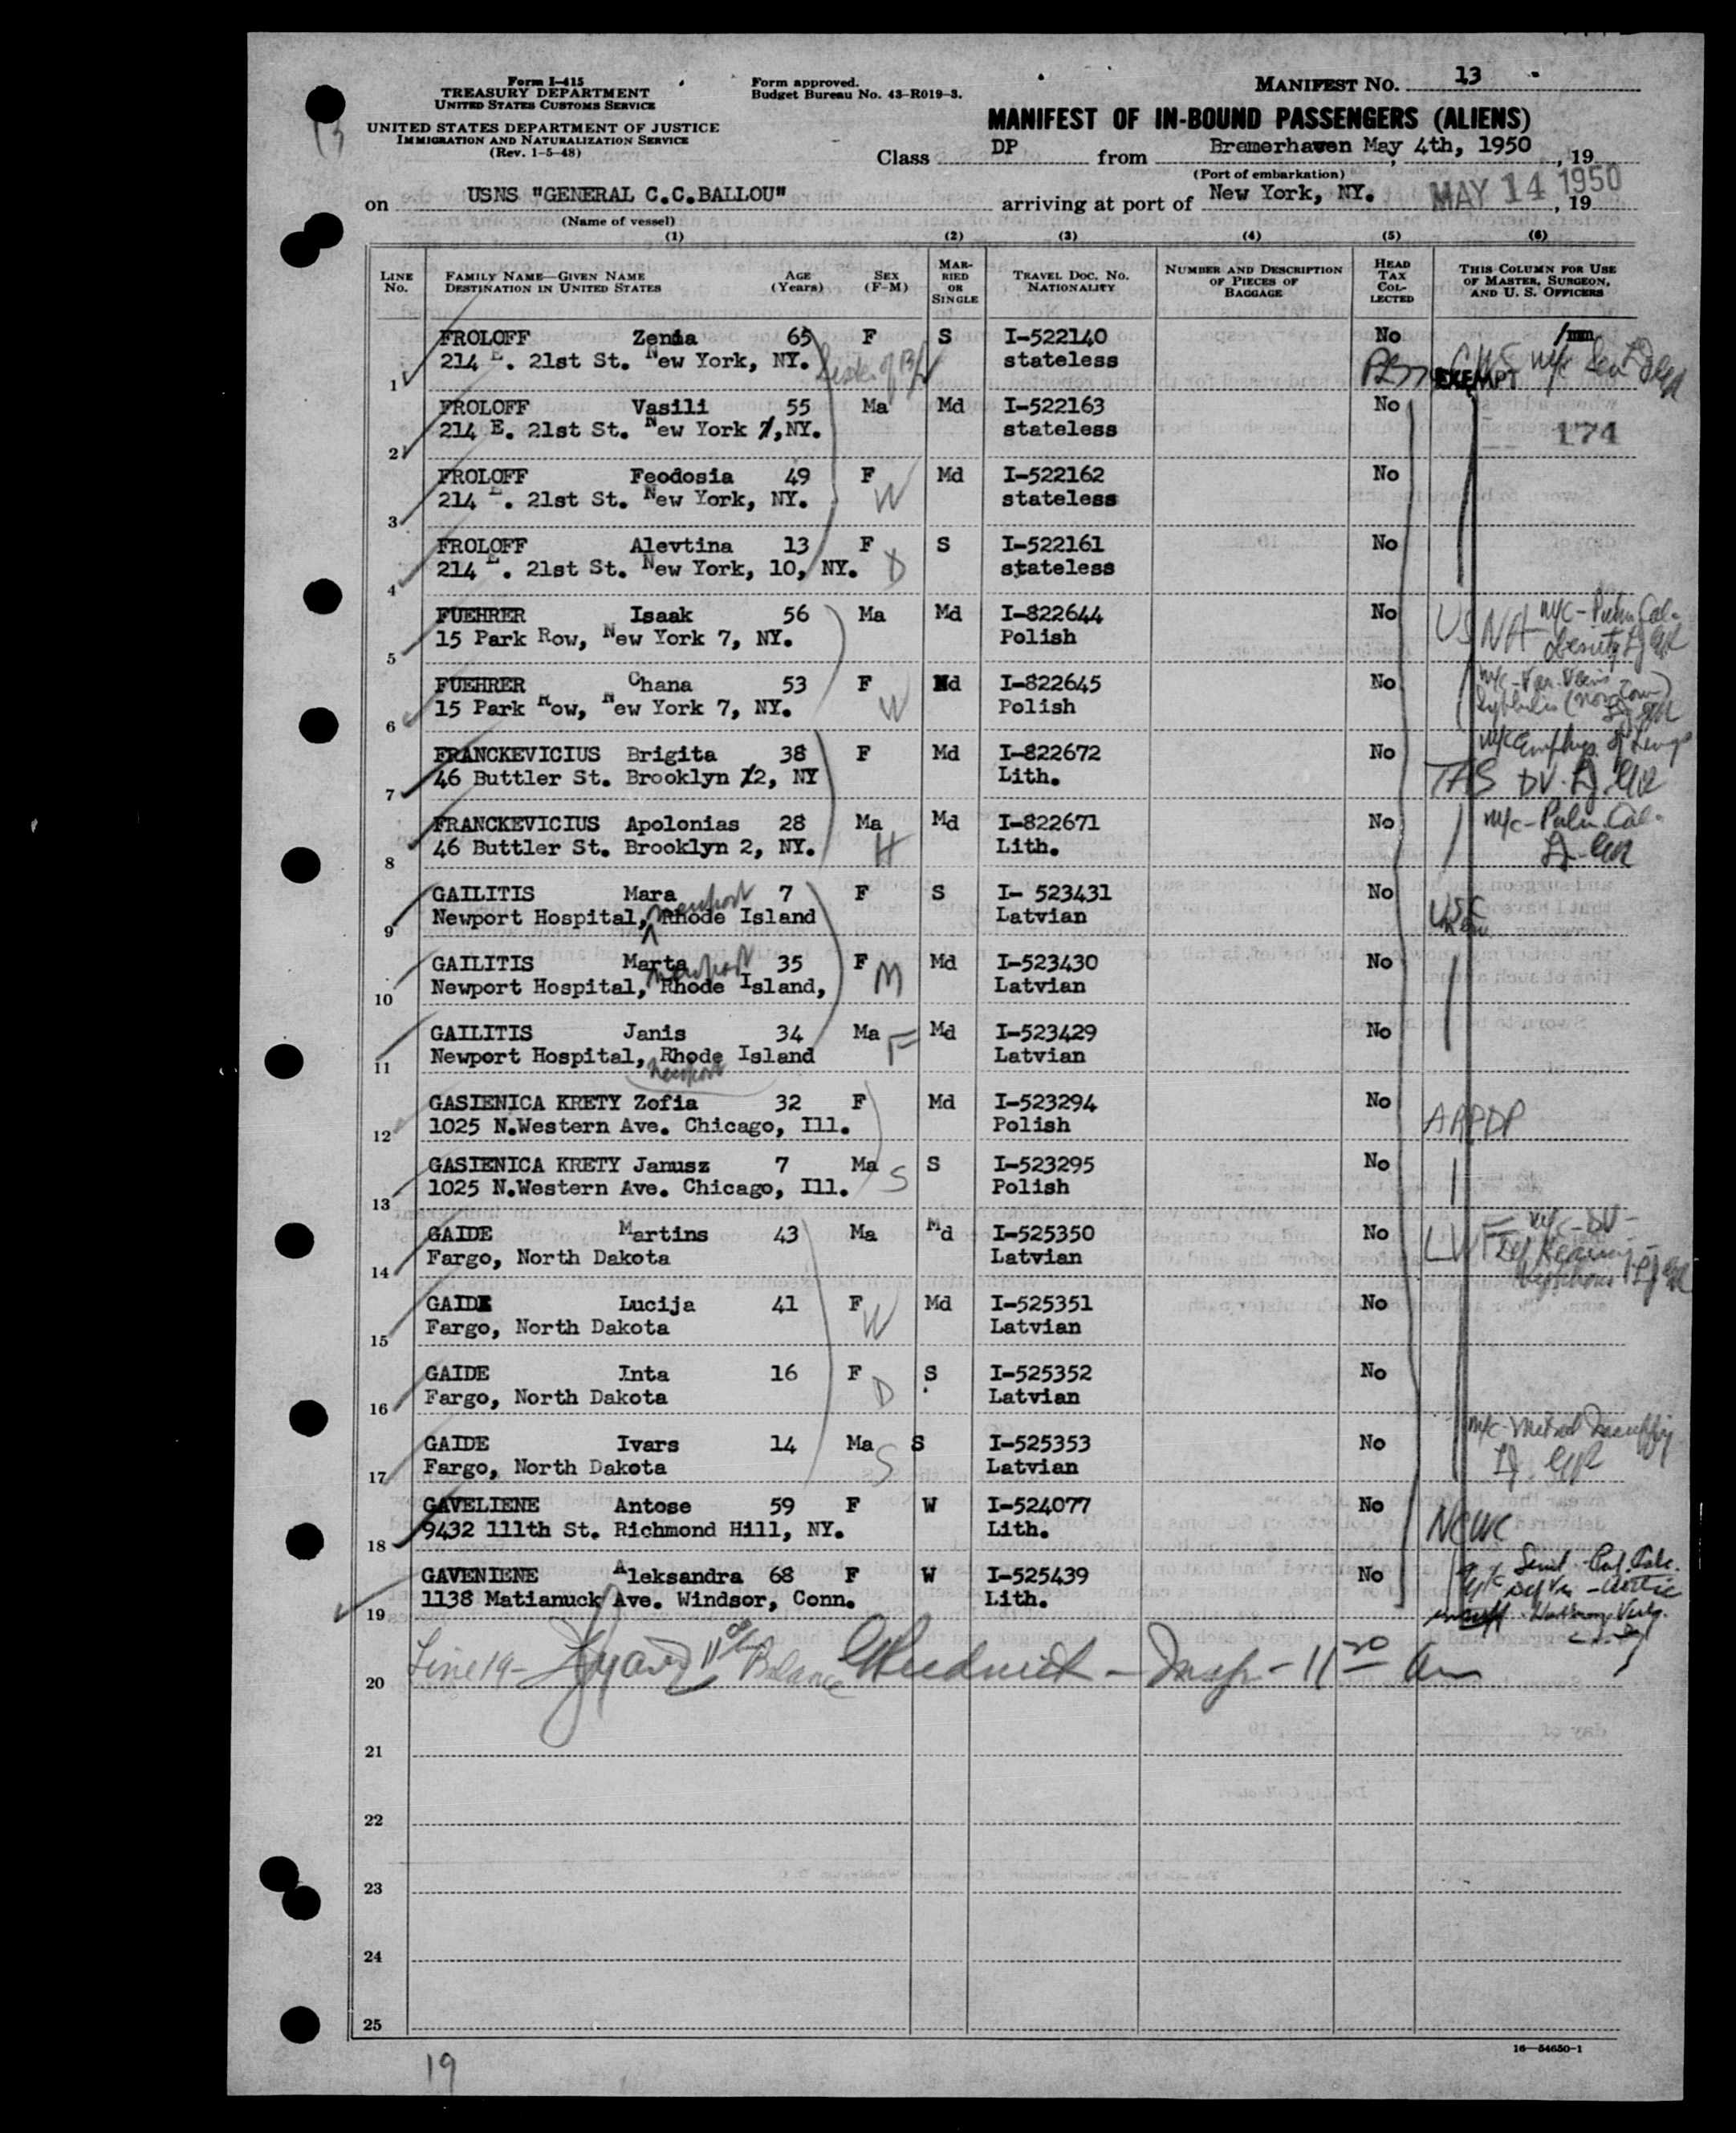 Form I-415
TREASURY DEPARTMENT
UNITED STATES CUSTOMS SERVICE
UNITED STATES DEPARTMENT OF JUSTICE
IMMIGRATION AND NATURALIZATION SERVICE
(Rev. 1-5-48)
Form approved.
Budget Bureau No. 43-R019-3.
MANIFEST NO. 13
MANIFEST OF IN-BOUND PASSENGERS (ALIENS)
Class DP from Bremerhaven May 4th, 1950, 19
(Port of embarkation)
on USNS "GENERAL C.C.BALLOU" arriving at port of New York, NY. MAY 14 1950, 19
(Name of vessel)
(1) (2) (3) (4) (5) (6)
LINE NO. FAMILY NAME—GIVEN NAME DESTINATION IN UNITED STATES AGE (Years) SEX (F-M) MARRIED OR SINGLE TRAVEL DOC. NO. NATIONALITY NUMBER AND DESCRIPTION OF PIECES OF BAGGAGE HEAD TAX COLLECTED THIS COLUMN FOR USE OF MASTER, SURGEON, AND U. S. OFFICERS
FROLOFF Zenia 65 F S I-522140 No
1 214 E. 21st St. New York, NY. stateless EXEMPT
FROLOFF Vasili 55 Ma Md I-522163 No
2 214 E. 21st St. New York, NY. stateless 174
FROLOFF Feodosia 49 F Md I-522162 No
3 214 E. 21st St. New York, NY. W stateless
FROLOFF Alevtina 13 F S I-522161 No
4 214 E. 21st St. New York, 10, NY. D stateless
FUEHRER Isaak 56 Ma Md I-822644 No USNA
5 15 Park Row, New York 7, NY. Polish
FUEHRER Chana 53 F Md I-822645 No
6 15 Park Row, New York 7, NY. W Polish
FRANCKEVICIUS Brigita 38 F Md I-822672 No
7 46 Buttler St. Brooklyn 2, NY Lith.
FRANCKEVICIUS Apolonias 28 Ma Md I-822671 No
8 46 Buttler St. Brooklyn 2, NY. H Lith.
GAILITIS Mara 7 F S I- 523431 No
9 Newport Hospital, Newport Rhode Island Latvian
GAILITIS Marta 35 F M Md I-523430 No
10 Newport Hospital, Newport Rhode Island, Latvian
GAILITIS Janis 34 Ma F Md I-523429 No
11 Newport Hospital, Rhode Island Latvian
Newport
GASIENICA KRETY Zofia 32 F Md I-523294 No
12 1025 N.Western Ave. Chicago, Ill. Polish
GASIENICA KRETY Janusz 7 Ma S S I-523295 No
13 1025 N.Western Ave. Chicago, Ill. Polish
GAIDE Martins 43 Ma Md I-525350 No LWF
14 Fargo, North Dakota Latvian
GAIDE Lucija 41 F Md I-525351 No
15 Fargo, North Dakota W Latvian
GAIDE Inta 16 F S I-525352 No
16 Fargo, North Dakota D Latvian
GAIDE Ivars 14 Ma S I-525353 No
17 Fargo, North Dakota S Latvian
GAVELIENE Antose 59 F W I-524077 No NCWC
18 9432 111th St. Richmond Hill, NY. Lith.
GAVENIENE Aleksandra 68 F W I-525439 No
19 1138 Matianuck Ave. Windsor, Conn. Lith.
20 Line 19 - Balance - Insp - 11 30 am
21
22
23
24
25
16—54650-1
19